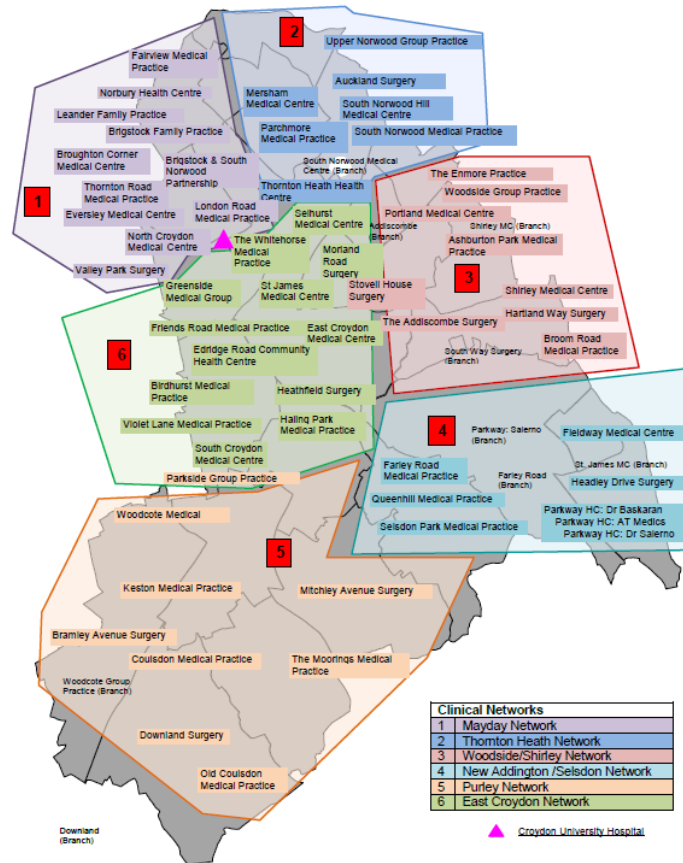 2
Upper Norwood Group Practice
Fairview Medical
Practice
Auckland Surgery
Norbury Health Centre
Mersham
Medical Centre
South Norwood Hill
Medical Centre
Leander Family Practice
Brigstock Family Practice
Parchmore
Medical Practice
South Norwood Medical Practice
Broughton Corner
Medical Centre
Brigstock & South
Norwood
Partnership
South Norwood Medical
Centre (Branch)
The Enmore Practice
Thornton Road
Medical Practice
Thornton Heath Health
Centre
Woodside Group Practice
1
London Road
Medical Practice
Selhurst
Medical Centre
Portland Medical Centre
Eversley Medical Centre
Addiscombe
(Branch)
Shirley MC (Branch)
North Croydon
Medical Centre
The Whitehorse
Medical
Practice
Morland
Road
Surgery
Ashburton Park Medical
Practice
Valley Park Surgery
3
Greenside
Medical Group
St James
Medical Centre
Stovell House
Surgery
Shirley Medical Centre
Hartland Way Surgery
Friends Road Medical Practice
East Croydon
Medical Centre
The Addiscombe Surgery
6
Edridge Road Community
Health Centre
South Way Surgery
(Branch)
Broom Road
Medical Practice
Birdhurst Medical
Practice
Heathfield Surgery
Violet Lane Medical Practice
Haling Park
Medical Practice
4
Parkway: Salerno
(Branch)
Fieldway Medical Centre
South Croydon
Medical Centre
Farley Road
Medical Practice
St. James MC (Branch)
Parkside Group Practice
Farley Road
(Branch)
Headley Drive Surgery
Queenhill Medical Practice
Woodcote Medical
Selsdon Park Medical Practice
Parkway HC: Dr Baskaran
Parkway HC: AT Medics
Parkway HC: Dr Salerno
5
Keston Medical Practice
Mitchley Avenue Surgery
Bramley Avenue Surgery
Coulsdon Medical Practice
The Moorings Medical
Practice
Woodcote Group
Practice (Branch)
Downland Surgery
Old Coulsdon
Medical Practice
Downland
(Branch)
Clinical Networks
1 Mayday Network
2 Thornton Heath Network
3 Woodside/Shirley Network
4 New Addington /Selsdon Network
5 Purley Network
6 East Croydon Network
Croydon University Hospital